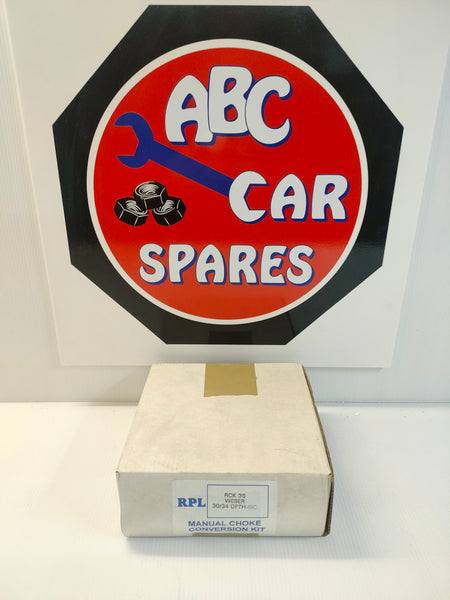 ABC
CAR
SPARES
RPL
RCK 35
WEBER
30/34 DFTH
MANUAL CHOKE
CONVERSION KIT